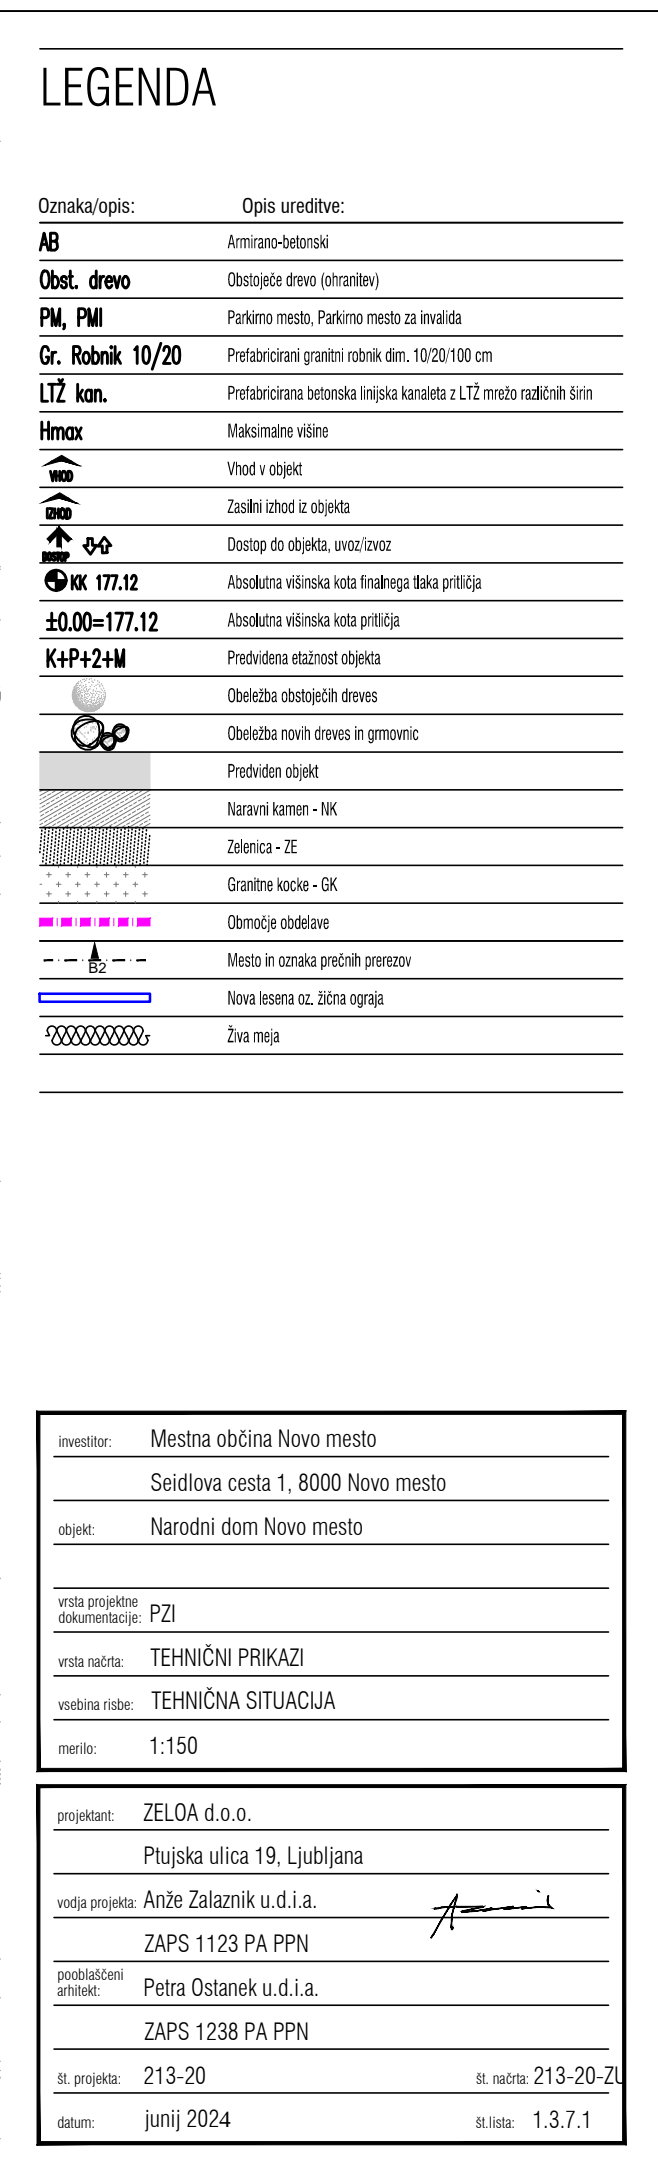 LEGENDA
Oznaka/opis: Opis ureditve:
AB Armirano-betonski
Obst. drevo Obstoječe drevo (ohranitev)
PM, PMI Parkirno mesto, Parkirno mesto za invalida
Gr. Robnik 10/20 Prefabricirani granitni robnik dim. 10/20/100 cm
LTŽ kan. Prefabricirana betonska linijska kanaleta z LTŽ mrežo različnih širin
Hmax Maksimalne višine
VHOD Vhod v objekt
IZHOD Zasilni izhod iz objekta
DOSTOP Dostop do objekta, uvoz/izvoz
KK 177.12 Absolutna višinska kota finalnega tlaka pritličja
±0.00=177.12 Absolutna višinska kota pritličja
K+P+2+M Predvidena etažnost objekta
Obeležba obstoječih dreves
Obeležba novih dreves in grmovnic
Predviden objekt
Naravni kamen - NK
Zelenica - ZE
Granitne kocke - GK
Območje obdelave
B2 Mesto in oznaka prečnih prerezov
Nova lesena oz. žična ograja
Živa meja
investitor: Mestna občina Novo mesto
Seidlova cesta 1, 8000 Novo mesto
objekt: Narodni dom Novo mesto
vrsta projektne
dokumentacije: PZI
vrsta načrta: TEHNIČNI PRIKAZI
vsebina risbe: TEHNIČNA SITUACIJA
merilo: 1:150
projektant: ZELOA d.o.o.
Ptujska ulica 19, Ljubljana
vodja projekta: Anže Zalaznik u.d.i.a.
ZAPS 1123 PA PPN
pooblaščeni
arhitekt: Petra Ostanek u.d.i.a.
ZAPS 1238 PA PPN
št. projekta: 213-20 št. načrta: 213-20-ZU
datum: junij 2024 št.lista: 1.3.7.1